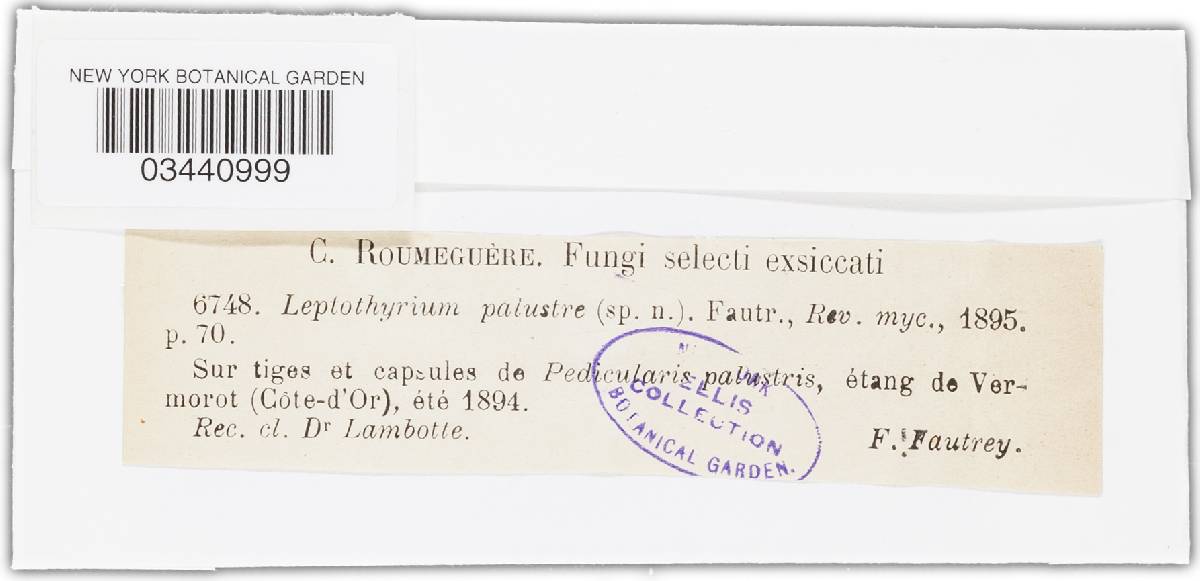 NEW YORK BOTANICAL GARDEN
03440999
C. ROUMEGUÈRE. Fungi selecti exsiccati
6748. Leptothyrium palustre (sp. n.). Fautr., Rev. myc., 1895.
p. 70.
Sur tiges et capsules de Pedicularis palustris, étang de Ver-
morot (Côte-d'Or), été 1894.
Rec. cl. Dr Lambotte.
F. Fautrey.
ELLIS
COLLECTION
BOTANICAL GARDEN.